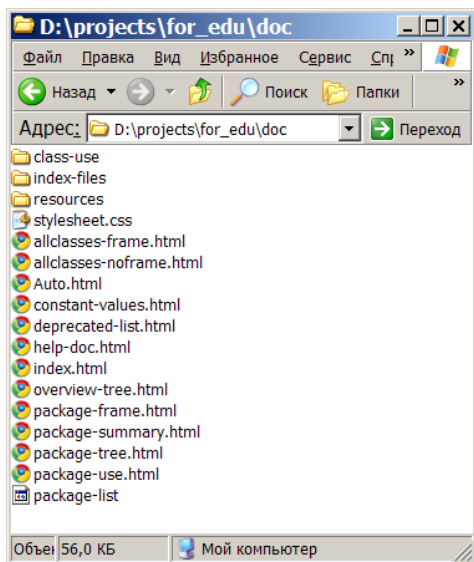 D:\projects\for_edu\doc
Файл Правка Вид Избранное Сервис Спр »
Назад Поиск Папки »
Адрес: D:\projects\for_edu\doc Переход
class-use
index-files
resources
stylesheet.css
allclasses-frame.html
allclasses-noframe.html
Auto.html
constant-values.html
deprecated-list.html
help-doc.html
index.html
overview-tree.html
package-frame.html
package-summary.html
package-tree.html
package-use.html
package-list
Объек 56,0 КБ Мой компьютер